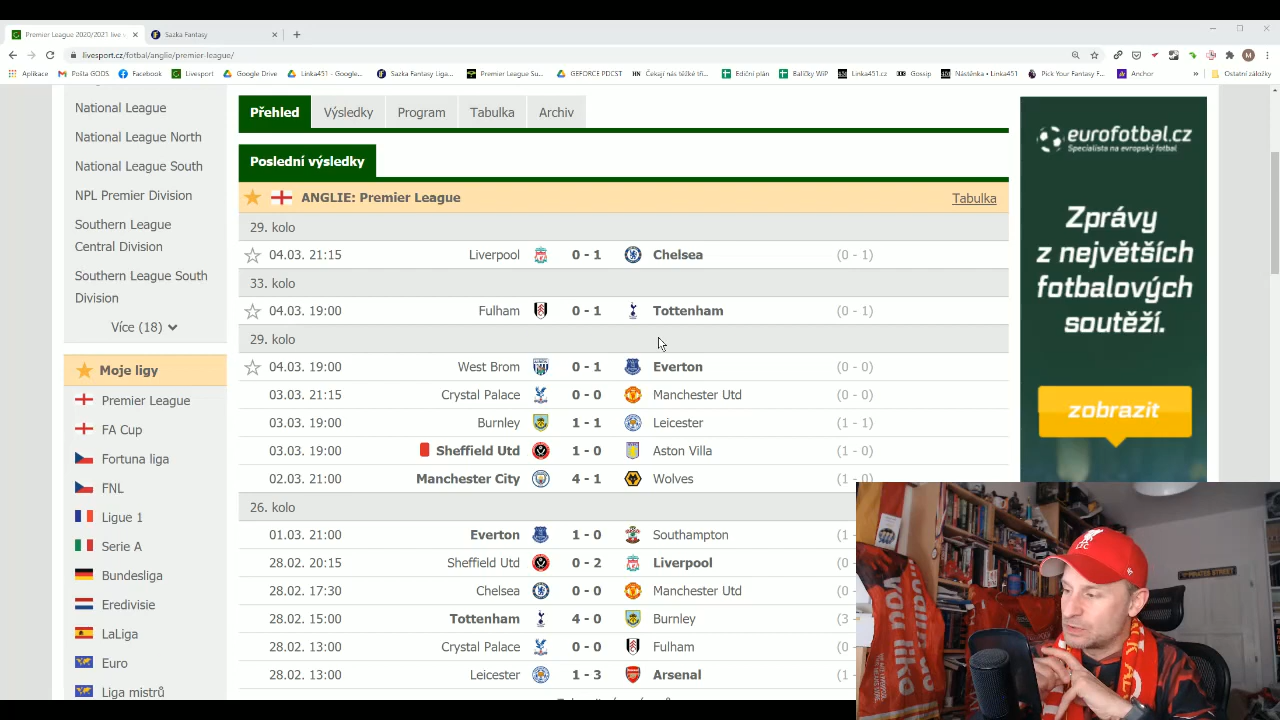 Premier League 2020/2021 live
Sazka Fantasy
livesport.cz/fotbal/anglie/premier-league/
Aplikace
Pošta GODS
Facebook
Livesport
Google Drive
Linka451 - Google...
Sazka Fantasy Liga...
Premier League Su...
GEFORCE PDCST
Čekají nás těžké tři...
Ediční plán
Balíčky WiP
Linka451.cz
Gossip
Nástěnka • Linka451
Pick Your Fantasy F...
Anchor
»
Ostatní záložky
National League
National League North
National League South
NPL Premier Division
Southern League
Central Division
Southern League South
Division
Více (18)
Moje ligy
Premier League
FA Cup
Fortuna liga
FNL
Ligue 1
Serie A
Bundesliga
Eredivisie
LaLiga
Euro
Liga mistrů
Přehled
Výsledky
Program
Tabulka
Archiv
Poslední výsledky
ANGLIE: Premier League
Tabulka
29. kolo
04.03. 21:15 Liverpool 0 - 1 Chelsea (0 - 1)
33. kolo
04.03. 19:00 Fulham 0 - 1 Tottenham (0 - 1)
29. kolo
04.03. 19:00 West Brom 0 - 1 Everton (0 - 0)
03.03. 21:15 Crystal Palace 0 - 0 Manchester Utd (0 - 0)
03.03. 19:00 Burnley 1 - 1 Leicester (1 - 1)
03.03. 19:00 Sheffield Utd 1 - 0 Aston Villa (1 - 0)
02.03. 21:00 Manchester City 4 - 1 Wolves (1 - 0)
26. kolo
01.03. 21:00 Everton 1 - 0 Southampton (1 -
28.02. 20:15 Sheffield Utd 0 - 2 Liverpool (0 -
28.02. 17:30 Chelsea 0 - 0 Manchester Utd (0 -
28.02. 15:00 Tottenham 4 - 0 Burnley (3 -
28.02. 13:00 Crystal Palace 0 - 0 Fulham (0 -
28.02. 13:00 Leicester 1 - 3 Arsenal (1 -
eurofotbal.cz
Specialista na evropský fotbal
Zprávy
z největších
fotbalových
soutěží.
zobrazit